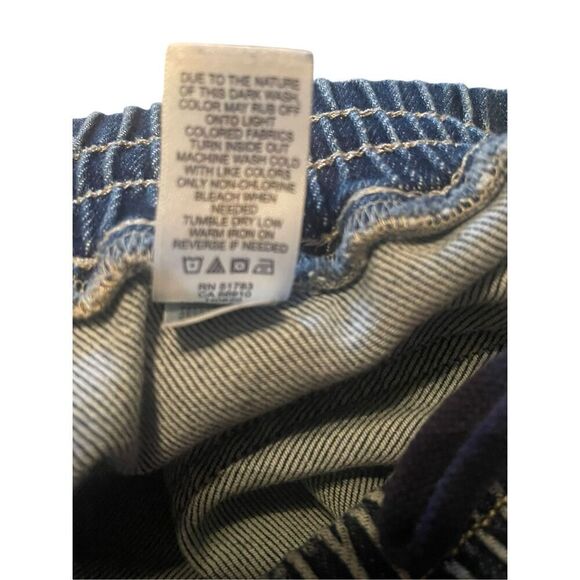 DUE TO THE NATURE
OF THIS DARK WASH,
COLOR MAY RUB OFF
ONTO LIGHT
COLORED FABRICS
TURN INSIDE OUT
MACHINE WASH COLD
WITH LIKE COLORS
ONLY NON-CHLORINE
BLEACH WHEN
NEEDED
TUMBLE DRY LOW
WARM IRON ON
REVERSE IF NEEDED
RN 51783